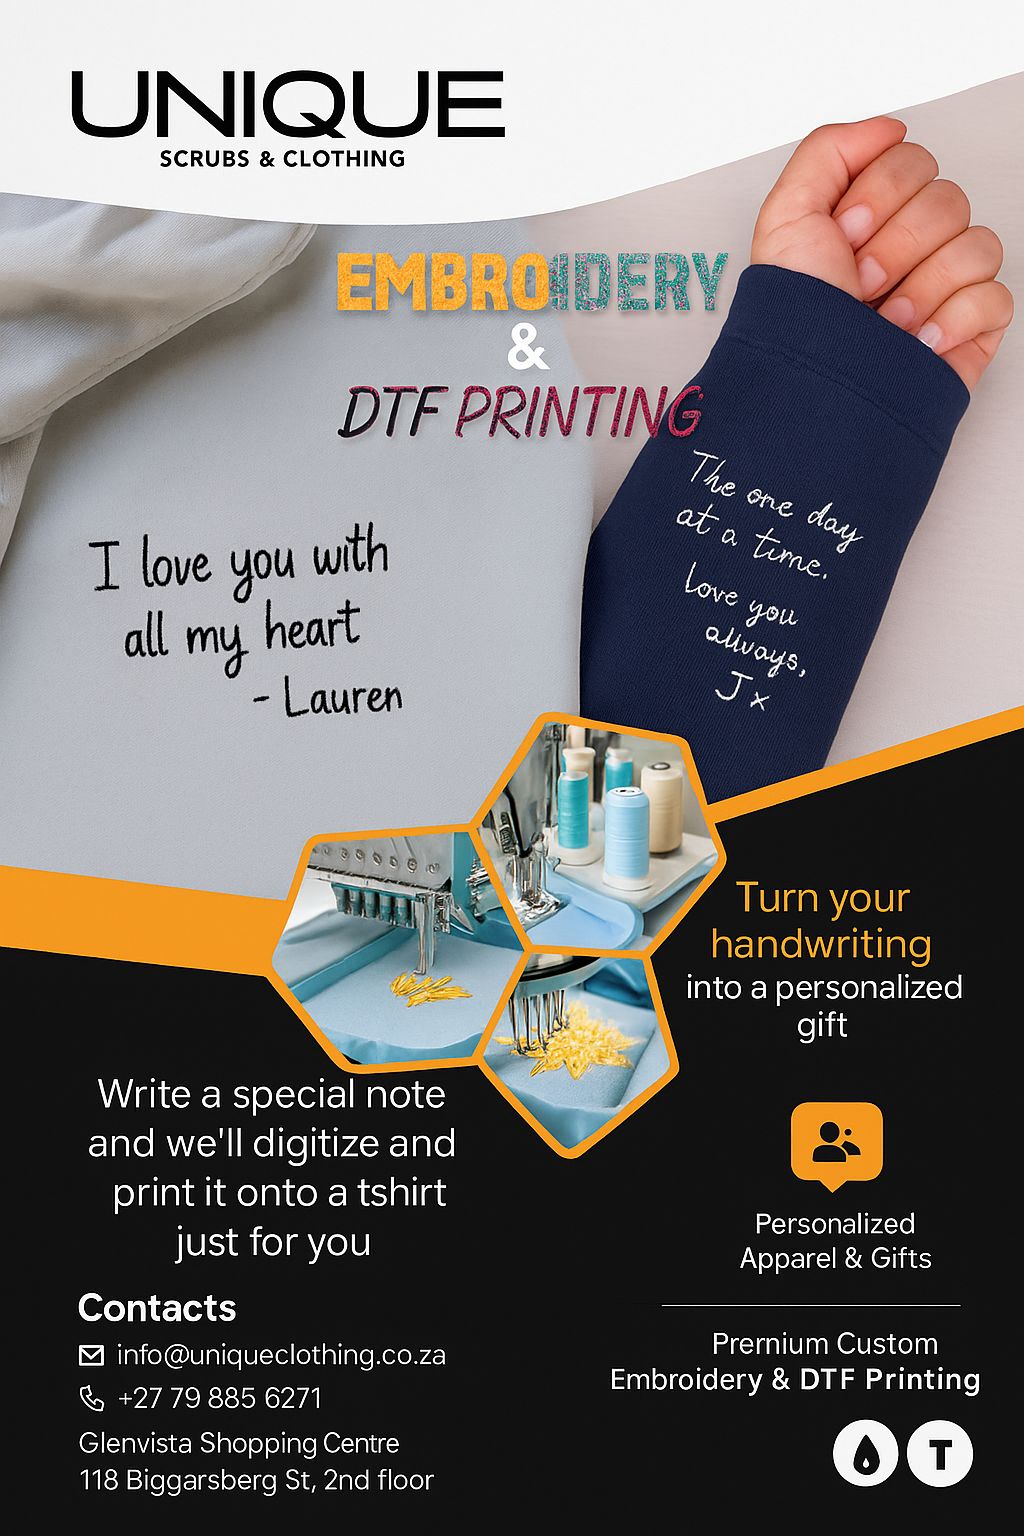 UNIQUE
SCRUBS & CLOTHING
EMBROIDERY
&
DTF PRINTING
I love you with
all my heart
- Lauren
The one day
at a time.
love you
always,
J x
Turn your
handwriting
into a personalized
gift
Write a special note
and we'll digitize and
print it onto a tshirt
just for you
Personalized
Apparel & Gifts
Contacts
info@uniqueclothing.co.za
+27 79 885 6271
Glenvista Shopping Centre
118 Biggarsberg St, 2nd floor
Prernium Custom
Embroidery & DTF Printing
T